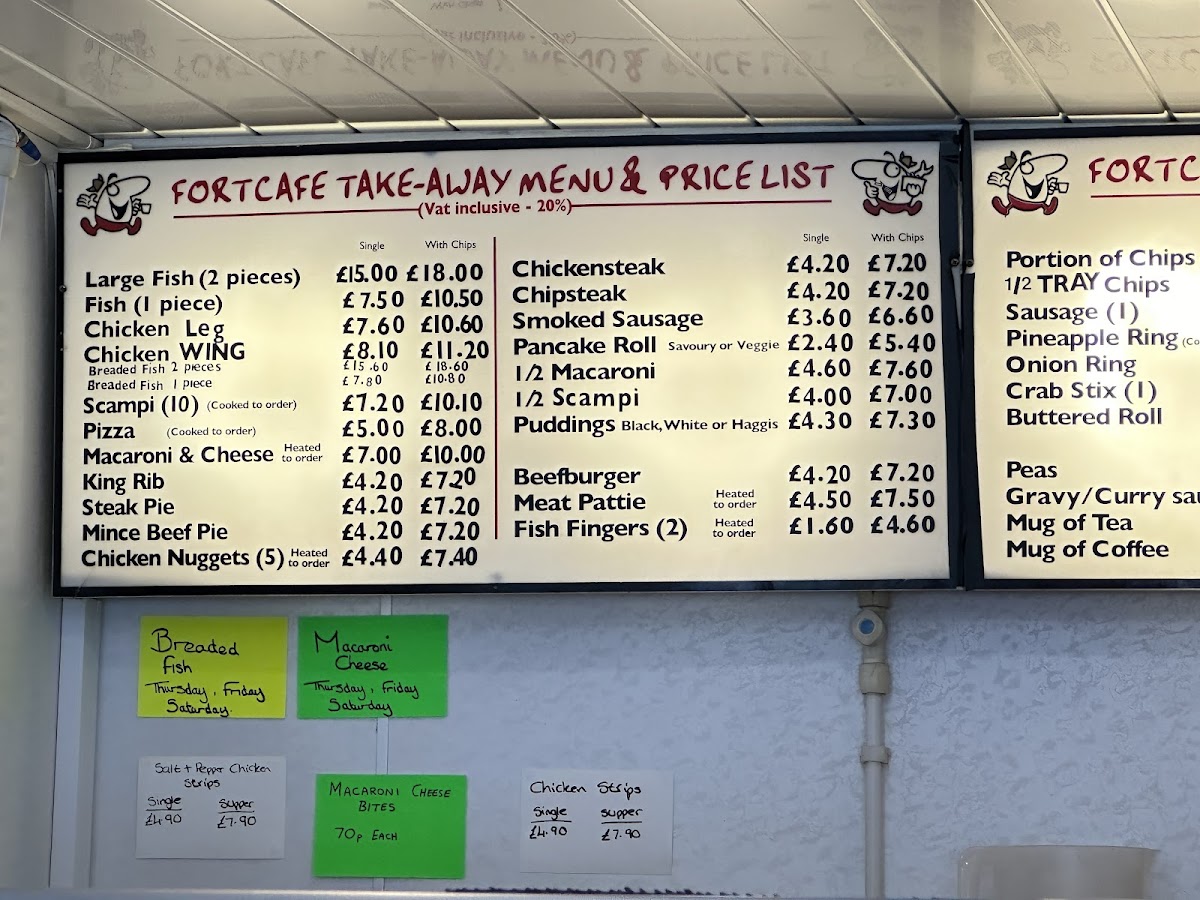 FORTCAFE TAKE-AWAY MENU & PRICE LIST
(Vat inclusive - 20%)
Single With Chips
Large Fish (2 pieces) £15.00 £18.00
Fish (1 piece) £7.50 £10.50
Chicken Leg £7.60 £10.60
Chicken WING £8.10 £11.20
Breaded Fish 2 pieces £15.60 £18.60
Breaded Fish 1 piece £7.80 £10.80
Scampi (10) (Cooked to order) £7.20 £10.10
Pizza (Cooked to order) £5.00 £8.00
Macaroni & Cheese Heated to order £7.00 £10.00
King Rib £4.20 £7.20
Steak Pie £4.20 £7.20
Mince Beef Pie £4.20 £7.20
Chicken Nuggets (5) Heated to order £4.40 £7.40
Single With Chips
Chickensteak £4.20 £7.20
Chipsteak £4.20 £7.20
Smoked Sausage £3.60 £6.60
Pancake Roll Savoury or Veggie £2.40 £5.40
1/2 Macaroni £4.60 £7.60
1/2 Scampi £4.00 £7.00
Puddings Black, White or Haggis £4.30 £7.30
Beefburger £4.20 £7.20
Meat Pattie Heated to order £4.50 £7.50
Fish Fingers (2) Heated to order £1.60 £4.60
FORTC
Portion of Chips
1/2 TRAY Chips
Sausage (1)
Pineapple Ring (Co
Onion Ring
Crab Stix (1)
Buttered Roll
Peas
Gravy/Curry sau
Mug of Tea
Mug of Coffee
Breaded
fish
Thursday, Friday
Saturday.
Macaroni
Cheese
Thursday, Friday
Saturday
Salt + Pepper Chicken
Strips
Single Supper
£4.90 £7.90
MACARONI CHEESE
BITES
70p EACH
Chicken Strips
Single Supper
£4.90 £7.90